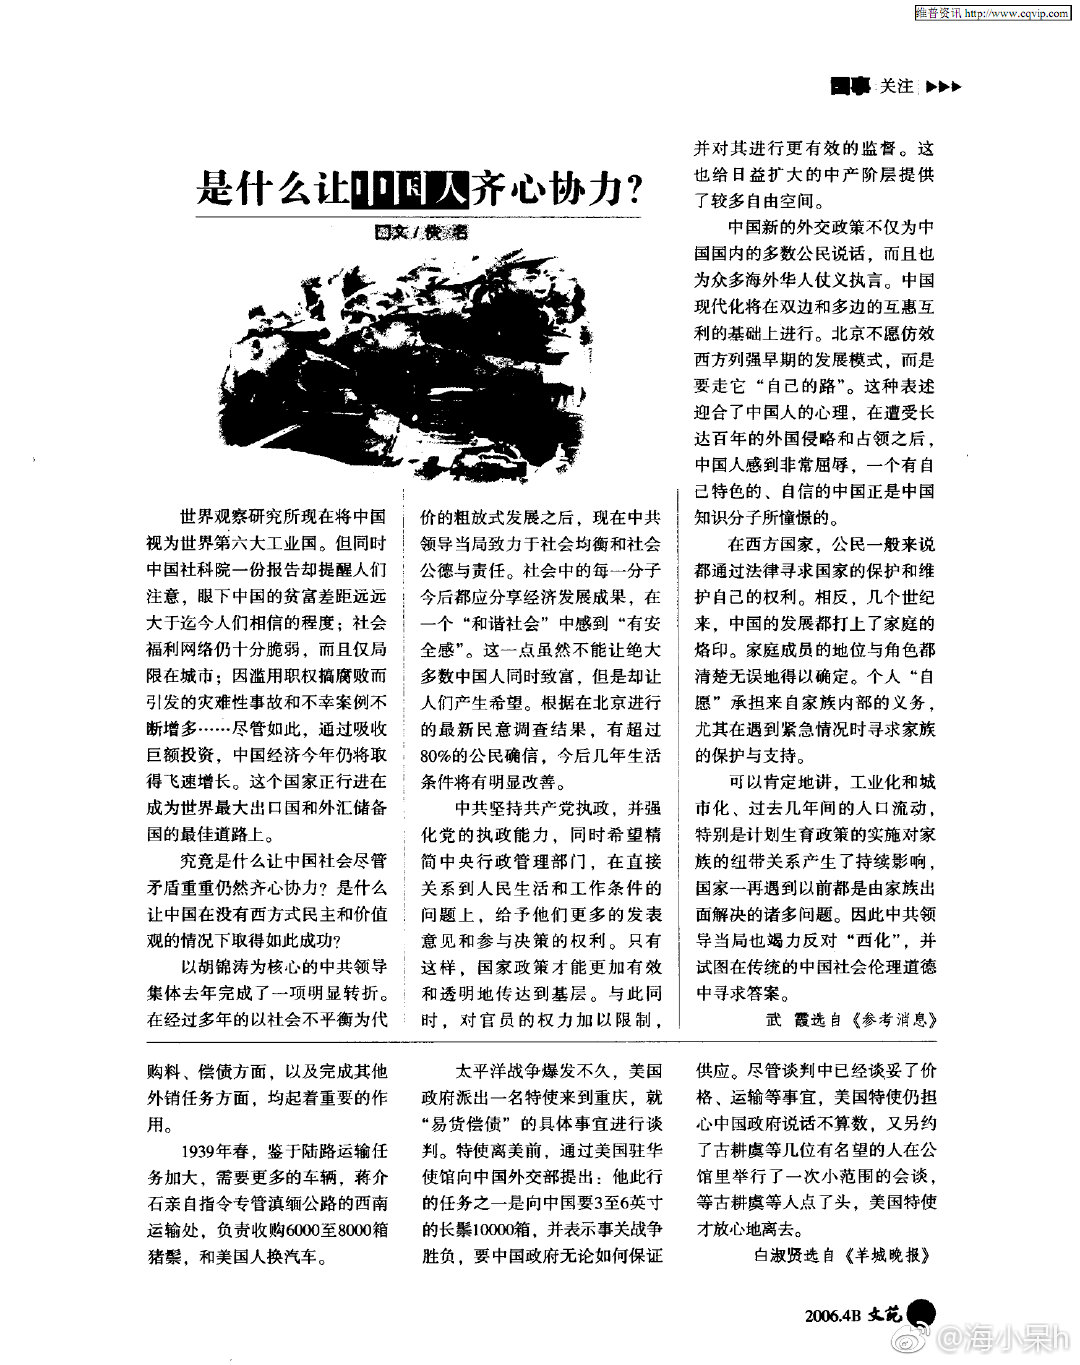 维普资讯 http://www.cqvip.com
国事 关注
是什么让中国人齐心协力?
图文/佚名
世界观察研究所现在将中国
视为世界第六大工业国。但同时
中国社科院一份报告却提醒人们
注意，眼下中国的贫富差距远远
大于迄今人们相信的程度；社会
福利网络仍十分脆弱，而且仅局
限在城市；因滥用职权搞腐败而
引发的灾难性事故和不幸案例不
断增多……尽管如此，通过吸收
巨额投资，中国经济今年仍将取
得飞速增长。这个国家正行进在
成为世界最大出口国和外汇储备
国的最佳道路上。
究竟是什么让中国社会尽管
矛盾重重仍然齐心协力？是什么
让中国在没有西方式民主和价值
观的情况下取得如此成功？
以胡锦涛为核心的中共领导
集体去年完成了一项明显转折。
在经过多年的以社会不平衡为代
价的粗放式发展之后，现在中共
领导当局致力于社会均衡和社会
公德与责任。社会中的每一分子
今后都应分享经济发展成果，在
一个“和谐社会”中感到“有安
全感”。这一点虽然不能让绝大
多数中国人同时致富，但是却让
人们产生希望。根据在北京进行
的最新民意调查结果，有超过
80%的公民确信，今后几年生活
条件将有明显改善。
中共坚持共产党执政，并强
化党的执政能力，同时希望精
简中央行政管理部门，在直接
关系到人民生活和工作条件的
问题上，给予他们更多的发表
意见和参与决策的权利。只有
这样，国家政策才能更加有效
和透明地传达到基层。与此同
时，对官员的权力加以限制，
并对其进行更有效的监督。这
也给日益扩大的中产阶层提供
了较多自由空间。
中国新的外交政策不仅为中
国国内的多数公民说话，而且也
为众多海外华人仗义执言。中国
现代化将在双边和多边的互惠互
利的基础上进行。北京不愿仿效
西方列强早期的发展模式，而是
要走它“自己的路”。这种表述
迎合了中国人的心理，在遭受长
达百年的外国侵略和占领之后，
中国人感到非常屈辱，一个有自
己特色的、自信的中国正是中国
知识分子所憧憬的。
在西方国家，公民一般来说
都通过法律寻求国家的保护和维
护自己的权利。相反，几个世纪
来，中国的发展都打上了家庭的
烙印。家庭成员的地位与角色都
清楚无误地得以确定。个人“自
愿”承担来自家族内部的义务，
尤其在遇到紧急情况时寻求家族
的保护与支持。
可以肯定地讲，工业化和城
市化、过去几年间的人口流动，
特别是计划生育政策的实施对家
族的纽带关系产生了持续影响，
国家一再遇到以前都是由家族出
面解决的诸多问题。因此中共领
导当局也竭力反对“西化”，并
试图在传统的中国社会伦理道德
中寻求答案。
武 霞选自《参考消息》
购料、偿债方面，以及完成其他
外销任务方面，均起着重要的作
用。
1939年春，鉴于陆路运输任
务加大，需要更多的车辆，蒋介
石亲自指令专管滇缅公路的西南
运输处，负责收购6000至8000箱
猪鬃，和美国人换汽车。
太平洋战争爆发不久，美国
政府派出一名特使来到重庆，就
“易货偿债”的具体事宜进行谈
判。特使离美前，通过美国驻华
使馆向中国外交部提出：他此行
的任务之一是向中国要3至6英寸
的长鬃10000箱，并表示事关战争
胜负，要中国政府无论如何保证
供应。尽管谈判中已经谈妥了价
格、运输等事宜，美国特使仍担
心中国政府说话不算数，又另约
了古耕虞等几位有名望的人在公
馆里举行了一次小范围的会谈，
等古耕虞等人点了头，美国特使
才放心地离去。
白淑贤选自《羊城晚报》
2006.4B 文苑
@海小呆h